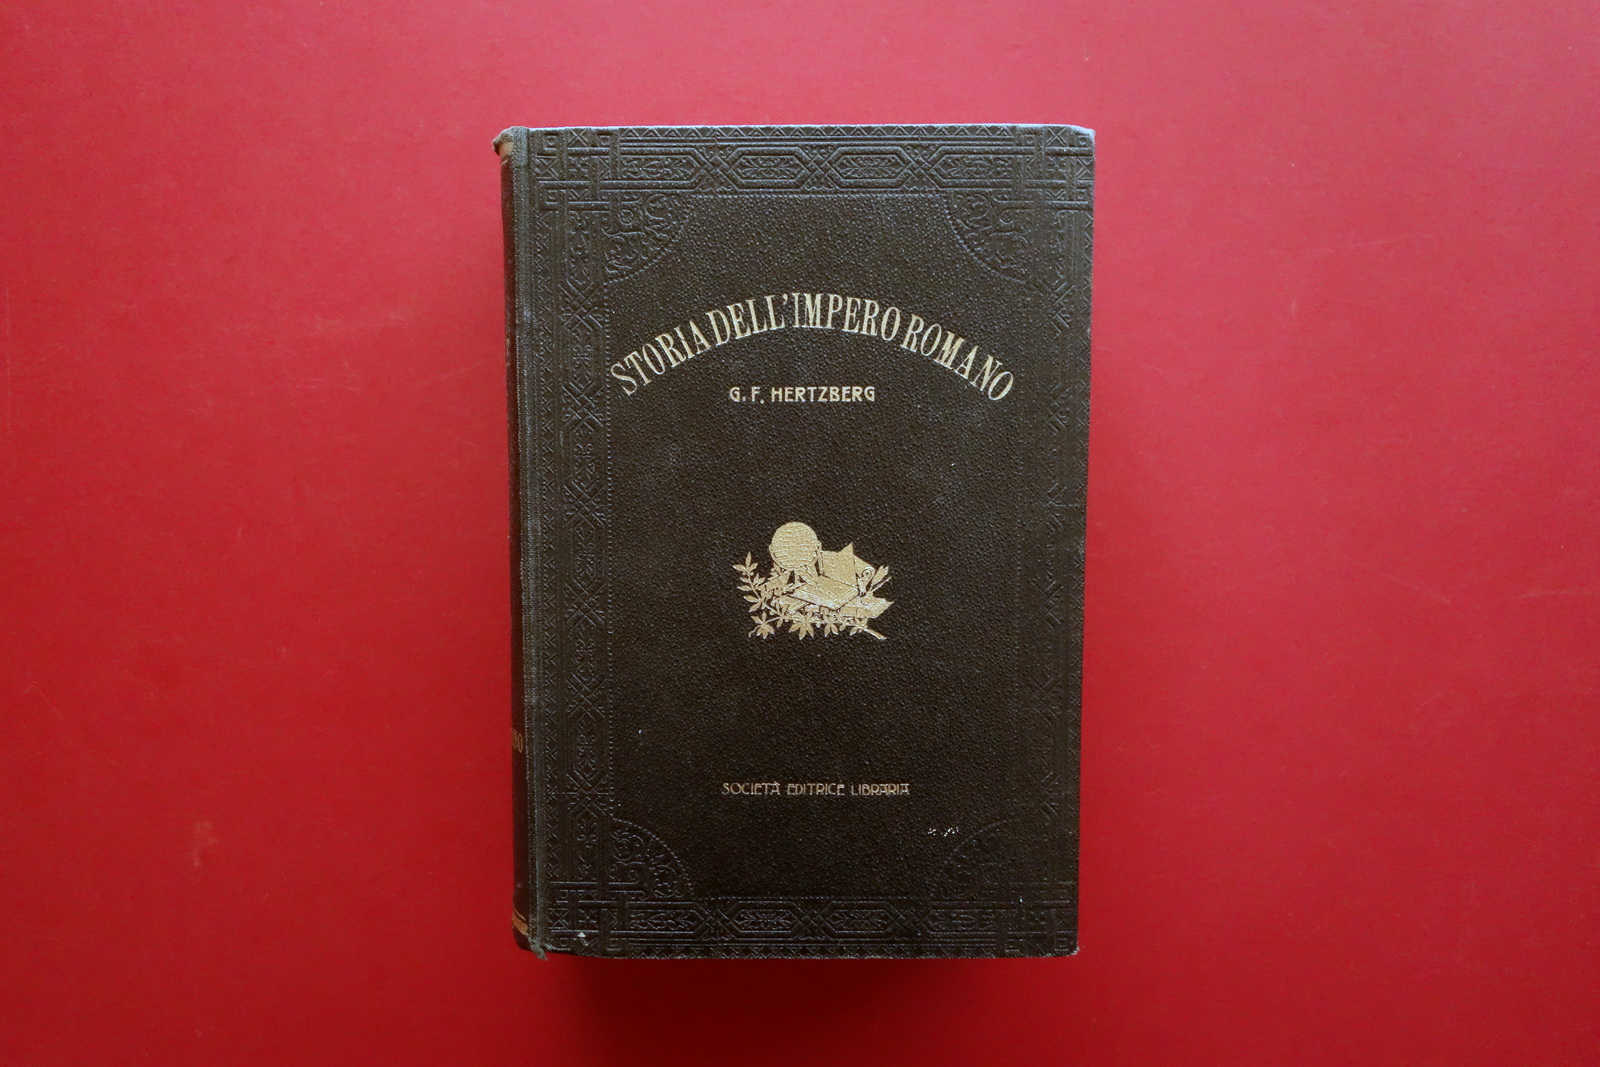 STORIA DELL'IMPERO ROMANO
G. F. HERTZBERG
SOCIETÀ EDITRICE LIBRARIA